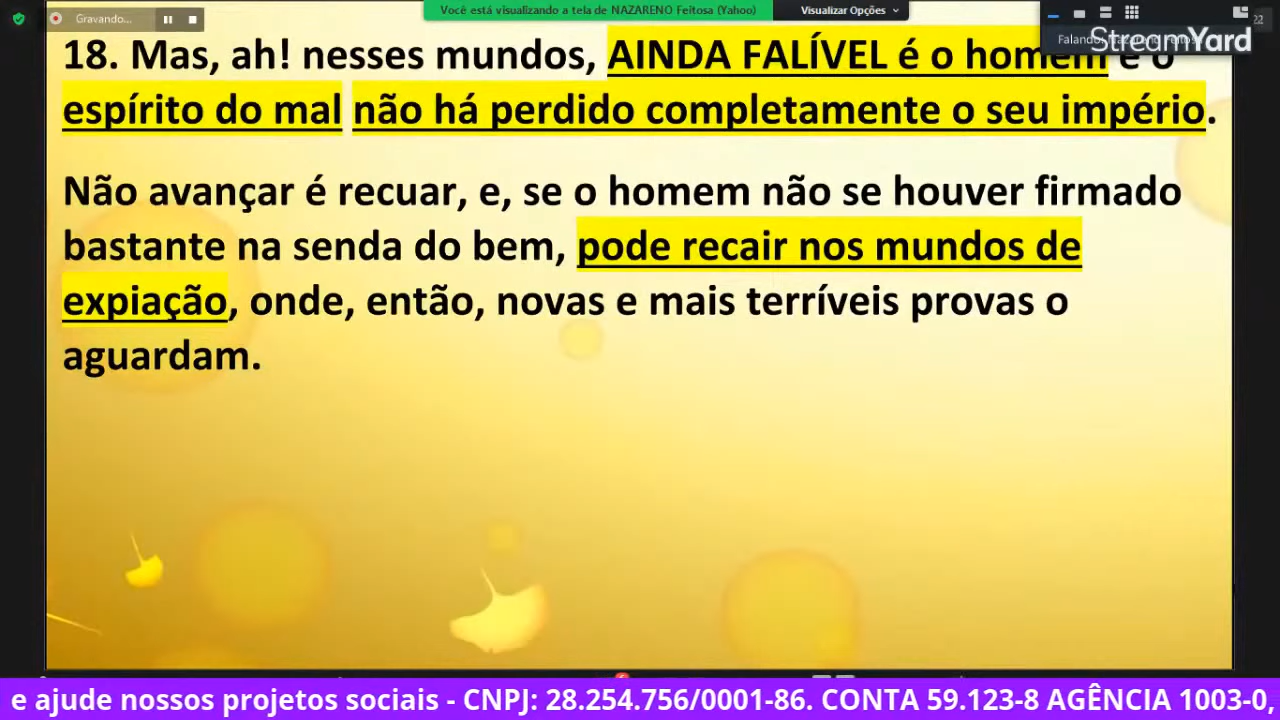 Gravando...
Você está visualizando a tela de NAZARENO Feitosa (Yahoo)
Visualizar Opções
22
StreamYard
18. Mas, ah! nesses mundos, AINDA FALÍVEL é o homem e o
espírito do mal não há perdido completamente o seu império.
Não avançar é recuar, e, se o homem não se houver firmado
bastante na senda do bem, pode recair nos mundos de
expiação, onde, então, novas e mais terríveis provas o
aguardam.
e ajude nossos projetos sociais - CNPJ: 28.254.756/0001-86. CONTA 59.123-8 AGÊNCIA 1003-0,